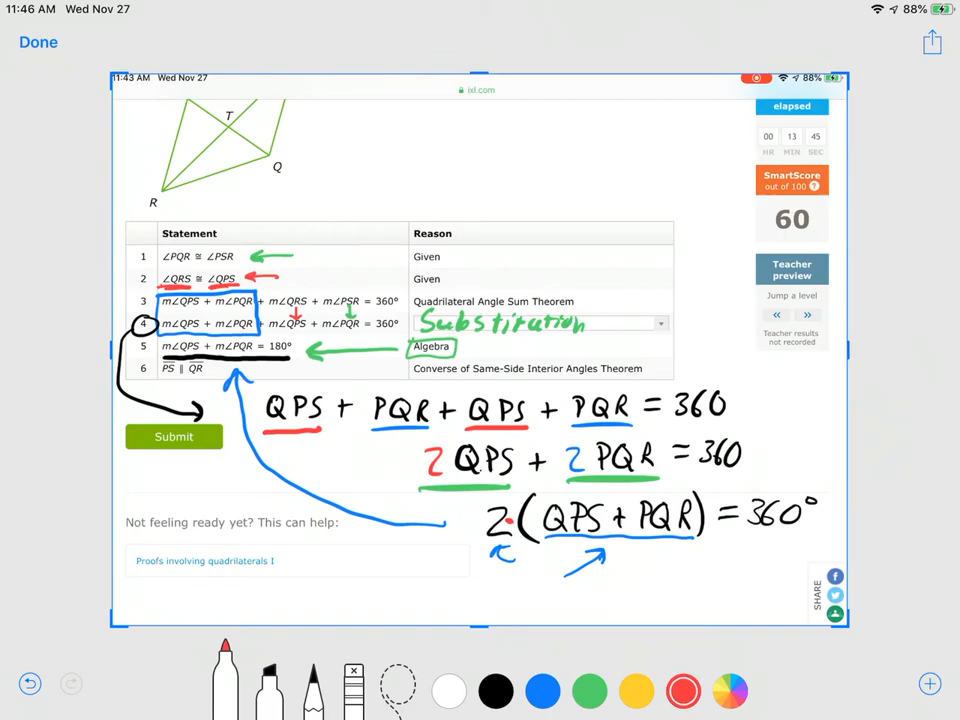 11:46 AM Wed Nov 27
88%
Done
11:43 AM Wed Nov 27
88%
ixl.com
T
Q
R
elapsed
00 13 45
HR MIN SEC
SmartScore
out of 100 ?
60
Teacher
preview
Jump a level
« »
Teacher results
not recorded
Statement Reason
1 ∠PQR ≅ ∠PSR Given
2 ∠QRS ≅ ∠QPS Given
3 m∠QPS + m∠PQR + m∠QRS + m∠PSR = 360° Quadrilateral Angle Sum Theorem
4 m∠QPS + m∠PQR + m∠QPS + m∠PQR = 360° Substitution
5 m∠QPS + m∠PQR = 180° Algebra
6 PS ∥ QR Converse of Same-Side Interior Angles Theorem
QPS + PQR + QPS + PQR = 360
Submit
2 QPS + 2 PQR = 360
2·(QPS + PQR) = 360°
Not feeling ready yet? This can help:
Proofs involving quadrilaterals I
SHARE